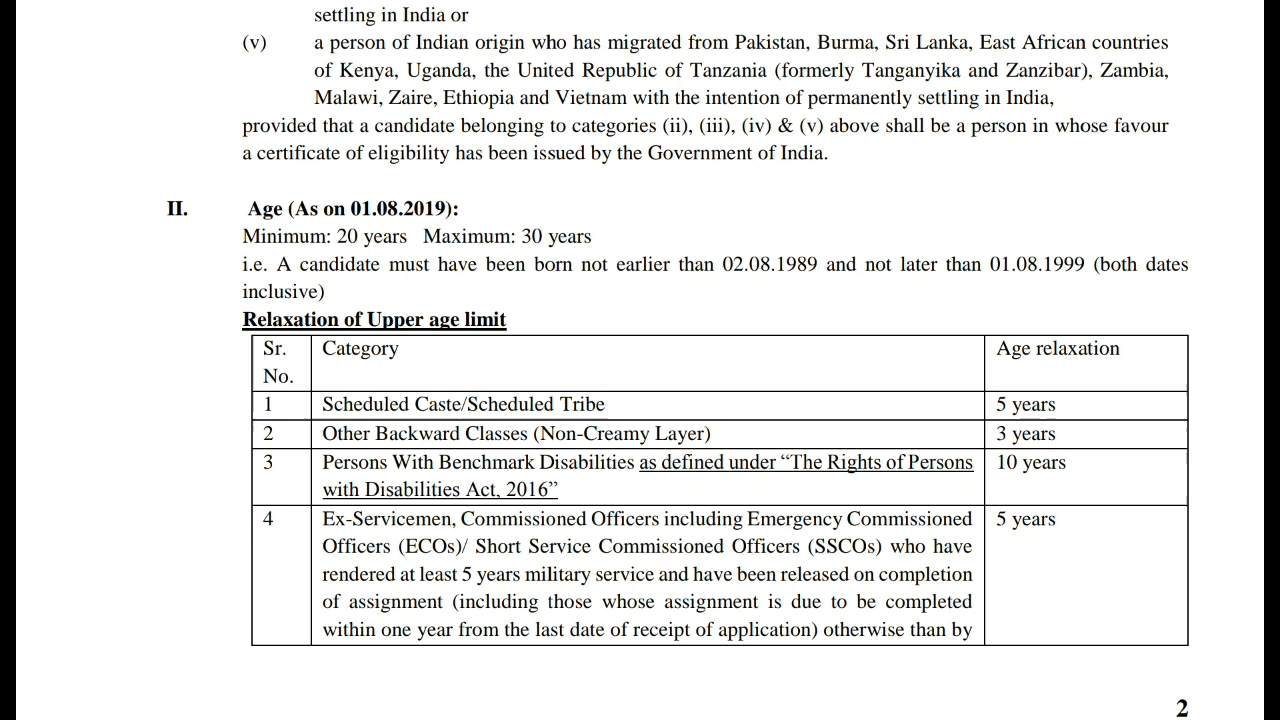 settling in India or
(v) a person of Indian origin who has migrated from Pakistan, Burma, Sri Lanka, East African countries
of Kenya, Uganda, the United Republic of Tanzania (formerly Tanganyika and Zanzibar), Zambia,
Malawi, Zaire, Ethiopia and Vietnam with the intention of permanently settling in India,
provided that a candidate belonging to categories (ii), (iii), (iv) & (v) above shall be a person in whose favour
a certificate of eligibility has been issued by the Government of India.
II. Age (As on 01.08.2019):
Minimum: 20 years Maximum: 30 years
i.e. A candidate must have been born not earlier than 02.08.1989 and not later than 01.08.1999 (both dates
inclusive)
Relaxation of Upper age limit
Sr. Category Age relaxation
No.
1 Scheduled Caste/Scheduled Tribe 5 years
2 Other Backward Classes (Non-Creamy Layer) 3 years
3 Persons With Benchmark Disabilities as defined under “The Rights of Persons 10 years
with Disabilities Act, 2016”
4 Ex-Servicemen, Commissioned Officers including Emergency Commissioned 5 years
Officers (ECOs)/ Short Service Commissioned Officers (SSCOs) who have
rendered at least 5 years military service and have been released on completion
of assignment (including those whose assignment is due to be completed
within one year from the last date of receipt of application) otherwise than by
2